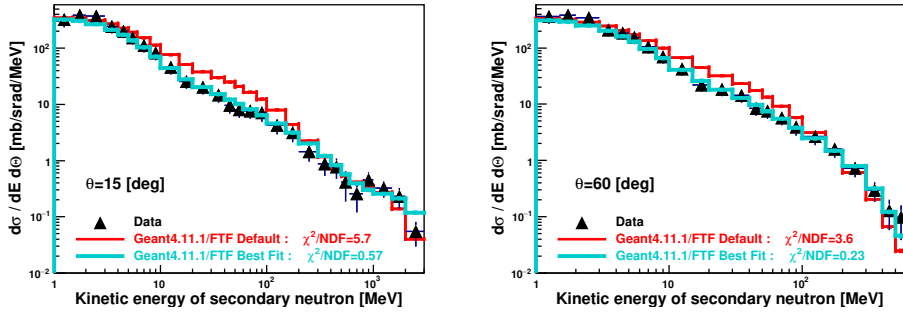 dσ / dE dΘ [mb/srad/MeV]
10²
10
1
10⁻¹
10⁻²
θ=15 [deg]
Data
Geant4.11.1/FTF Default : χ²/NDF=5.7
Geant4.11.1/FTF Best Fit : χ²/NDF=0.57
1 10 10² 10³
Kinetic energy of secondary neutron [MeV]
dσ / dE dΘ [mb/srad/MeV]
10²
10
1
10⁻¹
10⁻²
θ=60 [deg]
Data
Geant4.11.1/FTF Default : χ²/NDF=3.6
Geant4.11.1/FTF Best Fit : χ²/NDF=0.23
1 10 10²
Kinetic energy of secondary neutron [MeV]